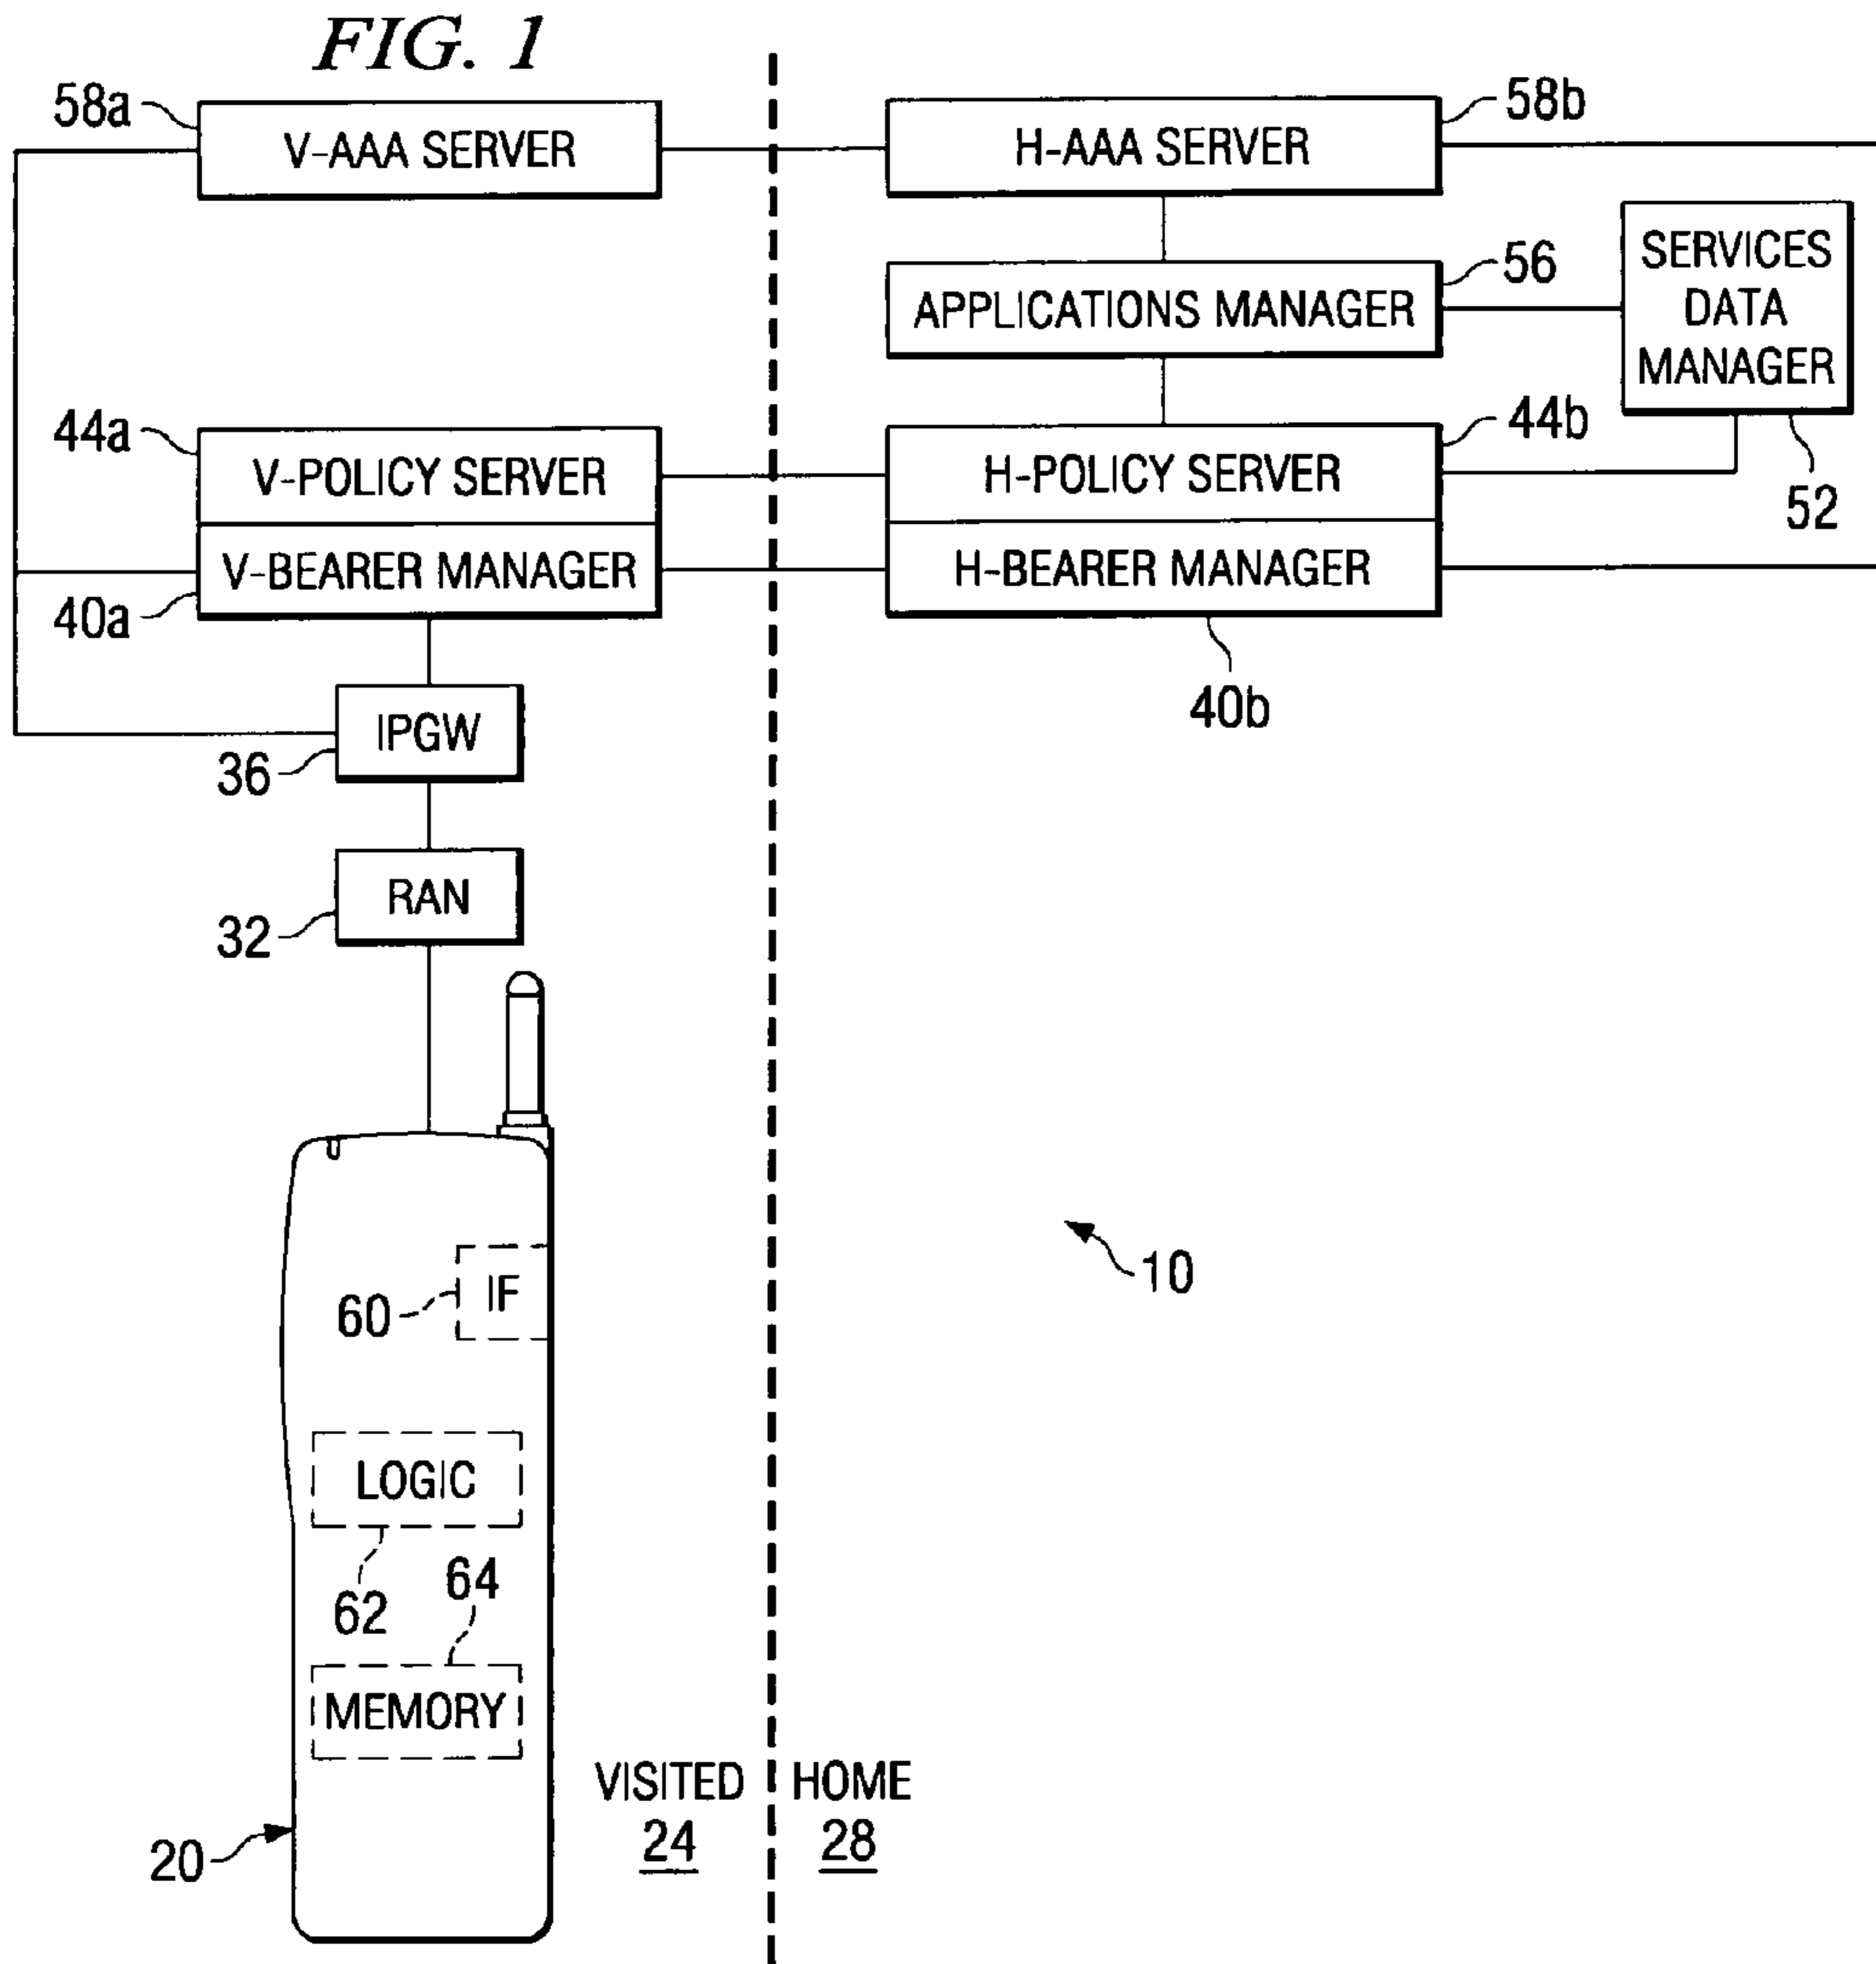 FIG. 1
58a
V-AAA SERVER
H-AAA SERVER
58b
APPLICATIONS MANAGER
56
SERVICES
DATA
MANAGER
52
44a
V-POLICY SERVER
H-POLICY SERVER
44b
V-BEARER MANAGER
40a
H-BEARER MANAGER
40b
IPGW
36
RAN
32
IF
60
10
LOGIC
62
64
MEMORY
20
VISITED
24
HOME
28